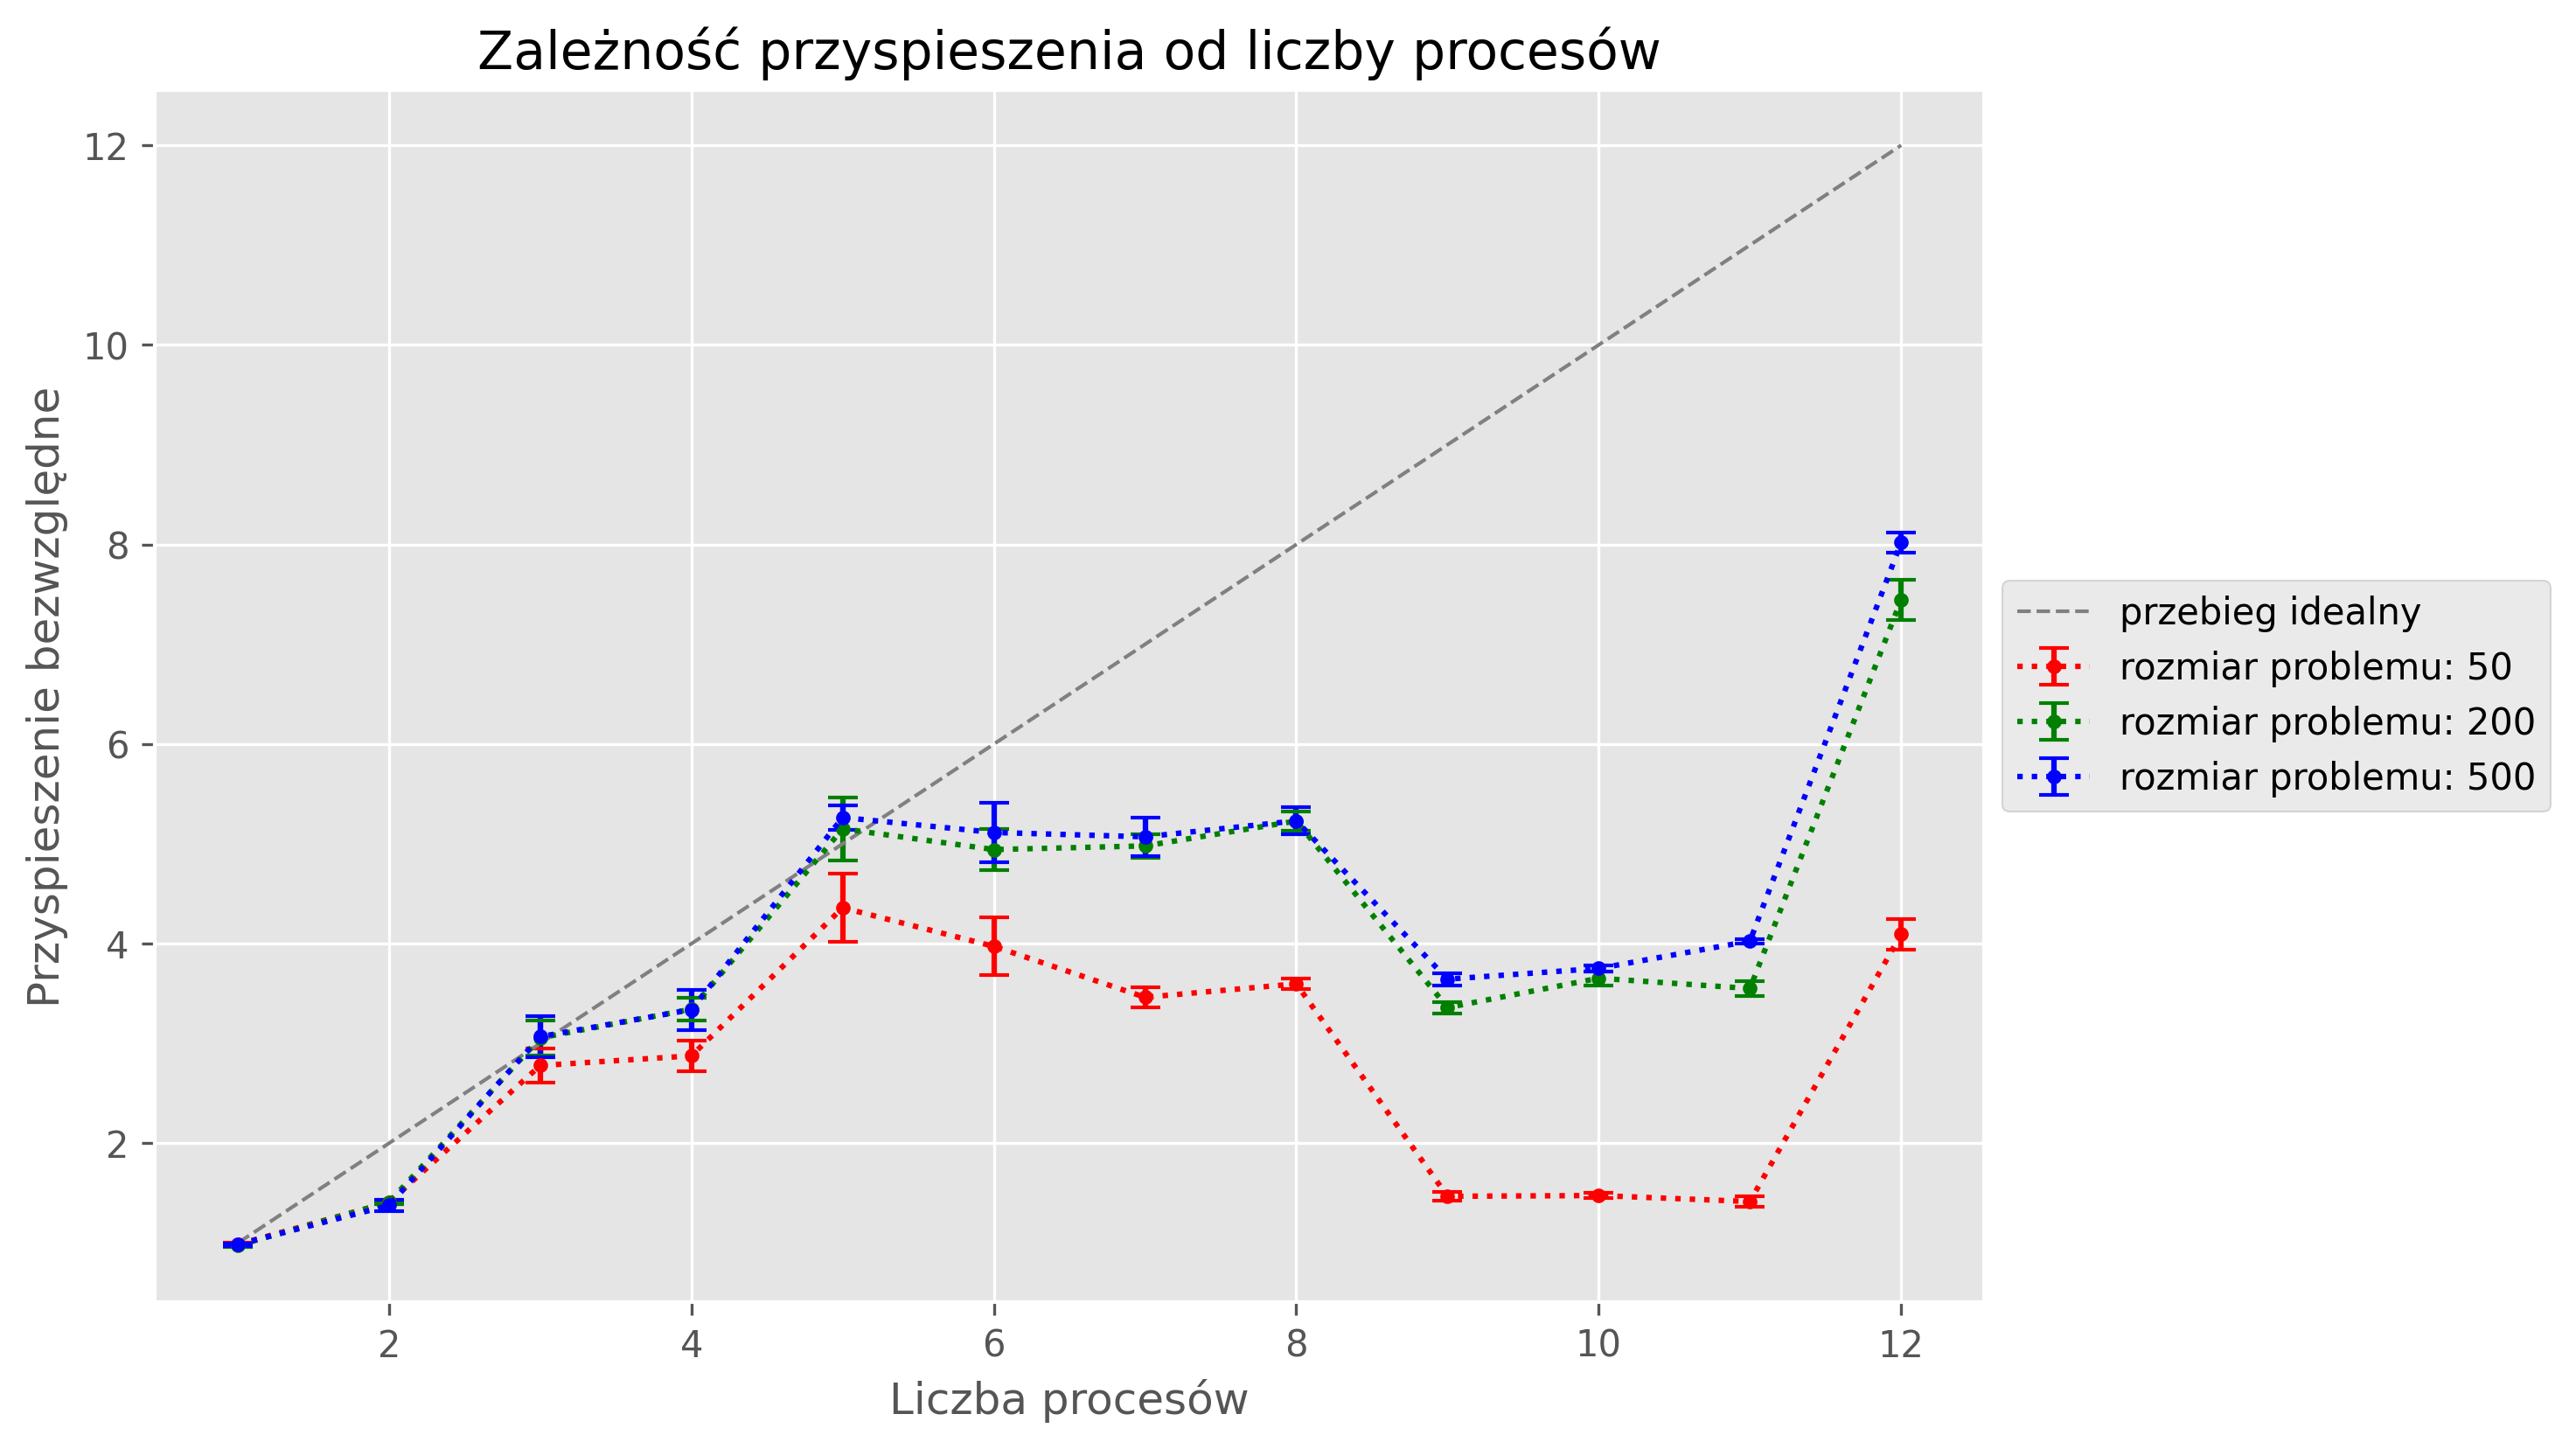 Zależność przyspieszenia od liczby procesów
Przyspieszenie bezwzględne
12
10
8
6
4
2
2
4
6
8
10
12
Liczba procesów
przebieg idealny
rozmiar problemu: 50
rozmiar problemu: 200
rozmiar problemu: 500